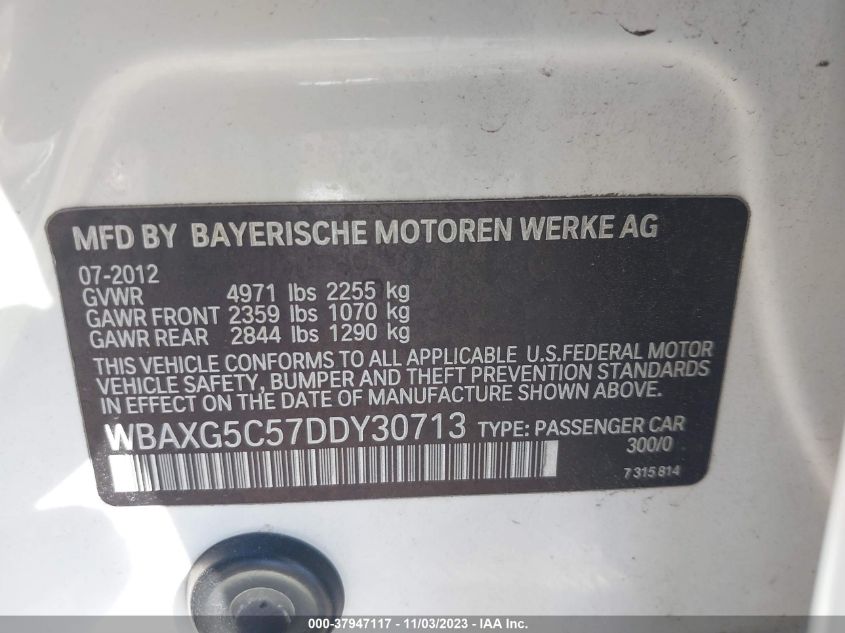 MFD BY BAYERISCHE MOTOREN WERKE AG
07-2012
GVWR 4971 lbs 2255 kg
GAWR FRONT 2359 lbs 1070 kg
GAWR REAR 2844 lbs 1290 kg
THIS VEHICLE CONFORMS TO ALL APPLICABLE U.S.FEDERAL MOTOR
VEHICLE SAFETY, BUMPER AND THEFT PREVENTION STANDARDS
IN EFFECT ON THE DATE OF MANUFACTURE SHOWN ABOVE.
WBAXG5C57DDY30713 TYPE: PASSENGER CAR
300/0
7 315 814
000-37947117 - 11/03/2023 - IAA Inc.